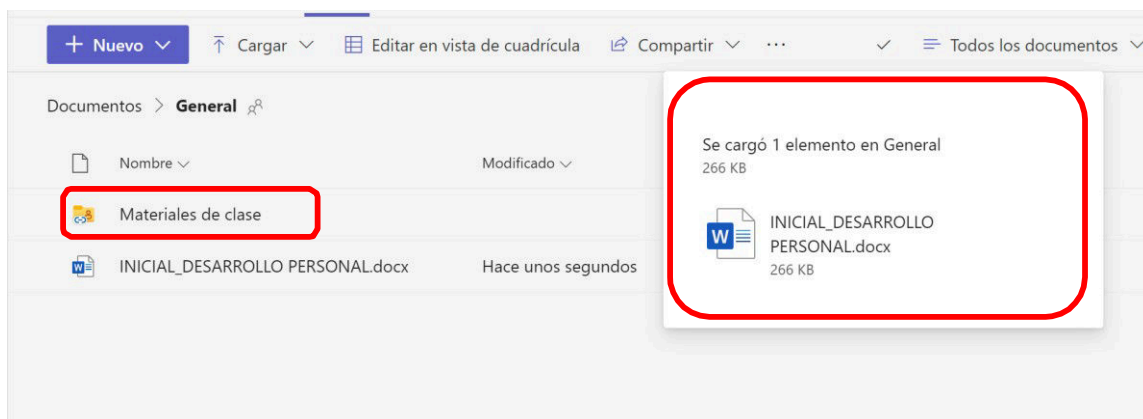 + Nuevo Cargar Editar en vista de cuadrícula Compartir ... Todos los documentos
Documentos > General
Nombre Modificado
Materiales de clase
INICIAL_DESARROLLO PERSONAL.docx Hace unos segundos
Se cargó 1 elemento en General
266 KB
W
INICIAL_DESARROLLO
PERSONAL.docx
266 KB